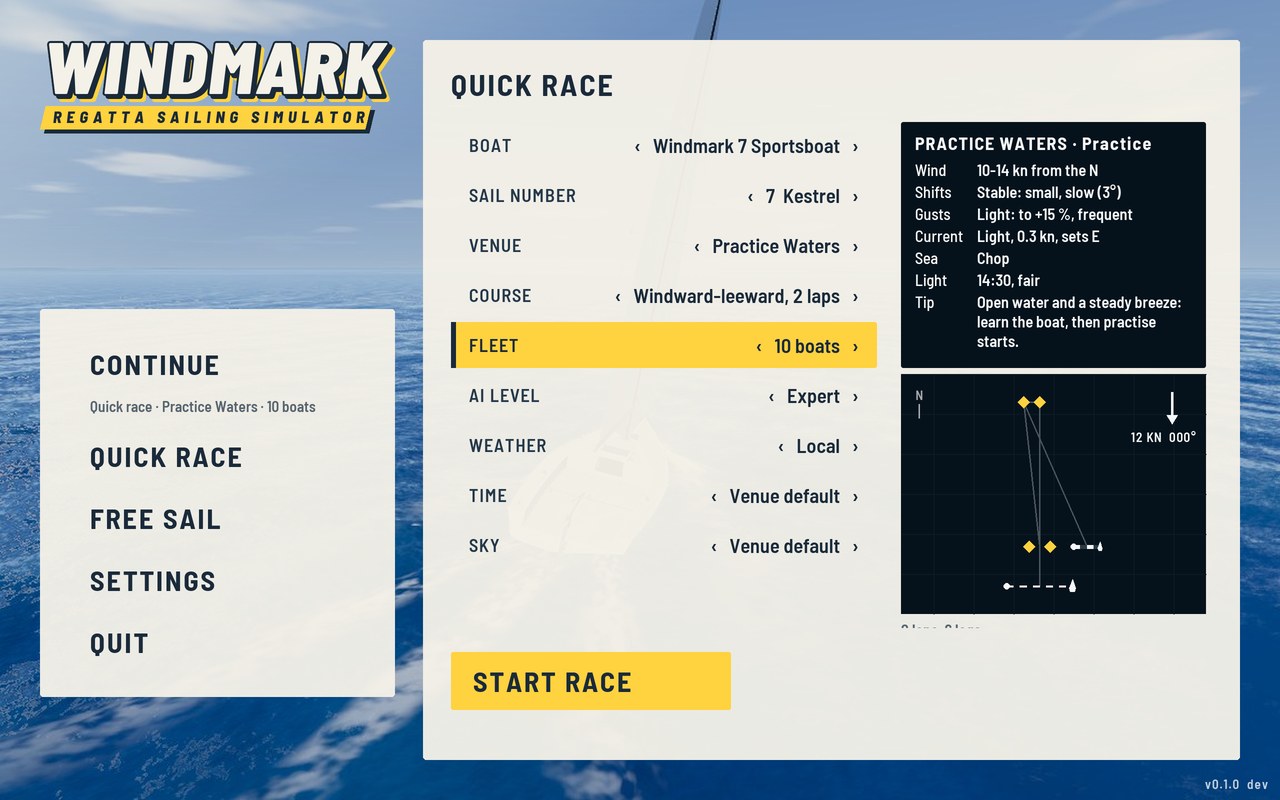 WINDMARK
REGATTA SAILING SIMULATOR
CONTINUE
Quick race · Practice Waters · 10 boats
QUICK RACE
FREE SAIL
SETTINGS
QUIT
QUICK RACE
BOAT ‹ Windmark 7 Sportsboat ›
SAIL NUMBER ‹ 7 Kestrel ›
VENUE ‹ Practice Waters ›
COURSE ‹ Windward-leeward, 2 laps ›
FLEET ‹ 10 boats ›
AI LEVEL ‹ Expert ›
WEATHER ‹ Local ›
TIME ‹ Venue default ›
SKY ‹ Venue default ›
START RACE
PRACTICE WATERS · Practice
Wind 10-14 kn from the N
Shifts Stable: small, slow (3°)
Gusts Light: to +15 %, frequent
Current Light, 0.3 kn, sets E
Sea Chop
Light 14:30, fair
Tip Open water and a steady breeze:
learn the boat, then practise
starts.
N
12 KN 000°
v0.1.0 dev